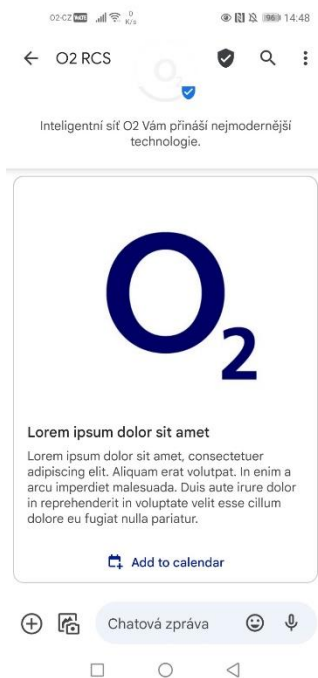 O2-CZ 14:48
0
K/s
O2 RCS
Inteligentní síť O2 Vám přináší nejmodernější
technologie.
O2
Lorem ipsum dolor sit amet
Lorem ipsum dolor sit amet, consectetuer
adipiscing elit. Aliquam erat volutpat. In enim a
arcu imperdiet malesuada. Duis aute irure dolor
in reprehenderit in voluptate velit esse cillum
dolore eu fugiat nulla pariatur.
Add to calendar
Chatová zpráva